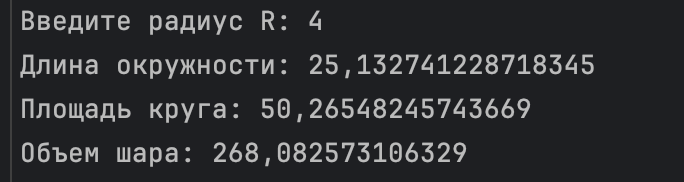 Введите радиус R: 4
Длина окружности: 25,132741228718345
Площадь круга: 50,26548245743669
Объем шара: 268,082573106329